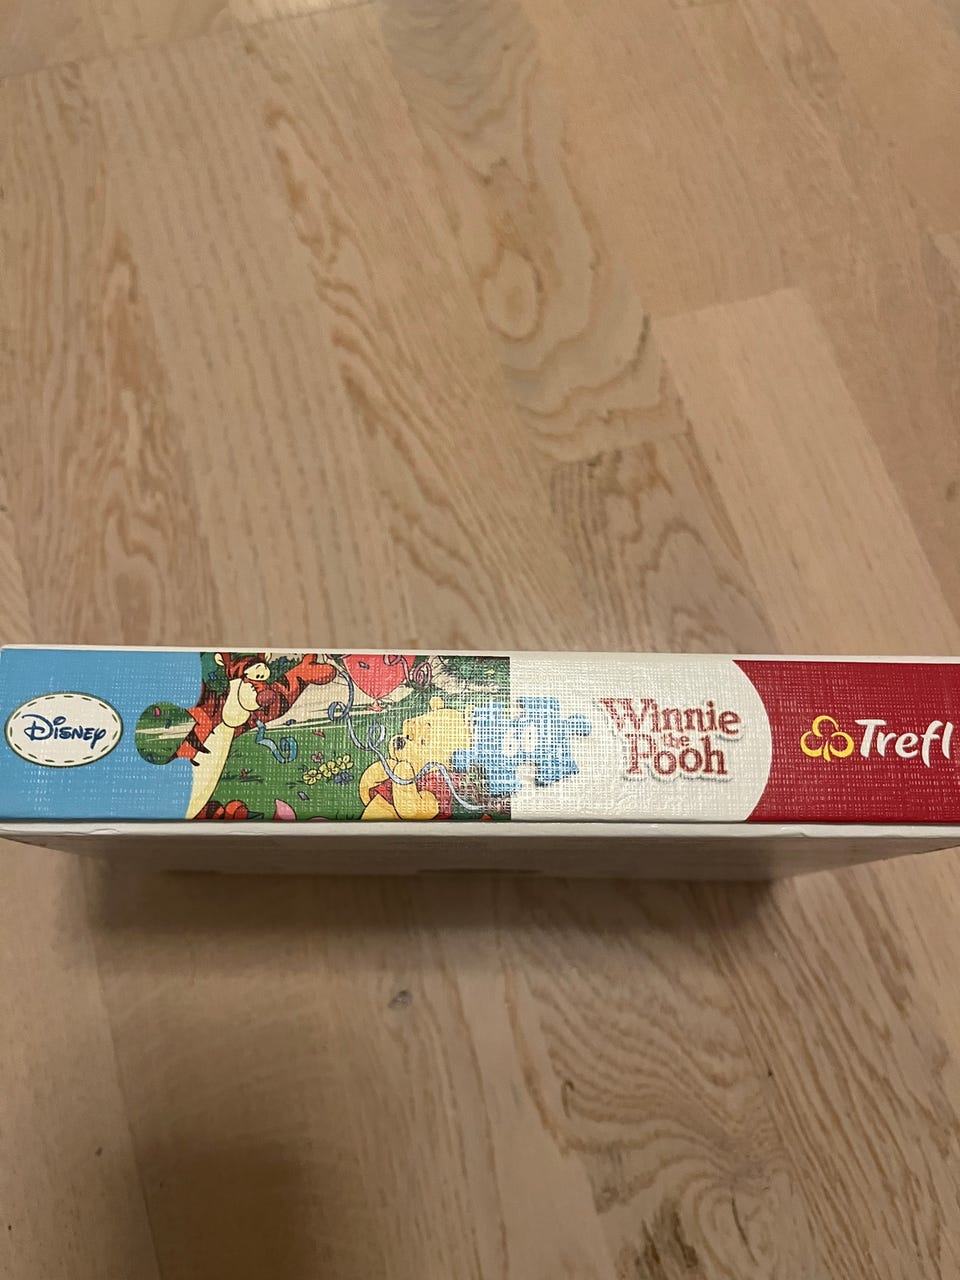 Disney
Winnie
the
Pooh
Trefl